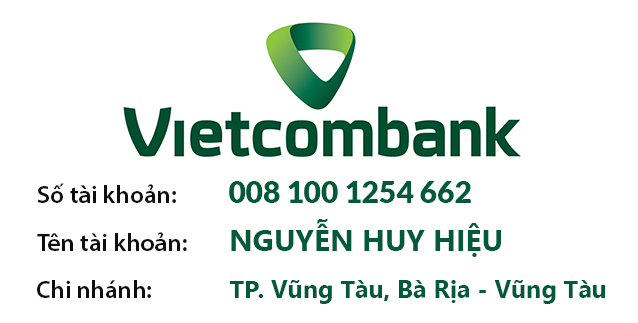 Vietcombank
Số tài khoản: 008 100 1254 662
Tên tài khoản: NGUYỄN HUY HIỆU
Chi nhánh: TP. Vũng Tàu, Bà Rịa - Vũng Tàu